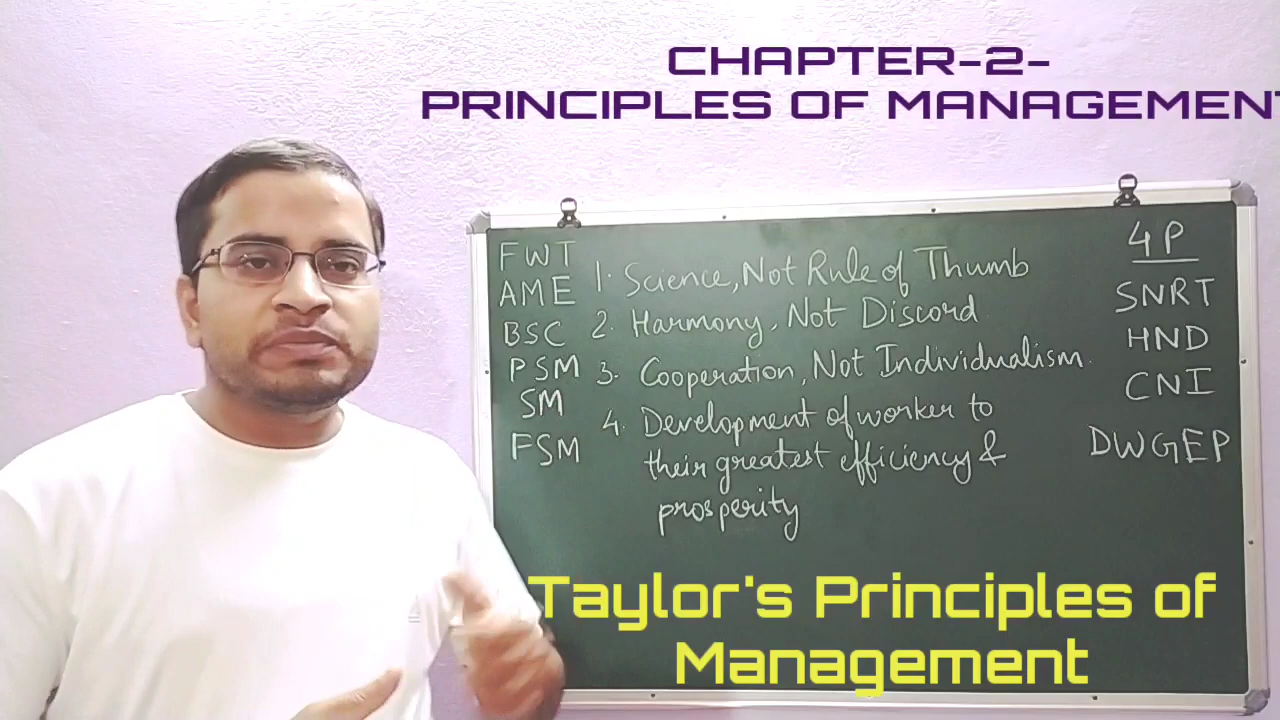 CHAPTER-2-
PRINCIPLES OF MANAGEMENT
FWT
AME
BSC
PSM
SM
FSM
1. Science, Not Rule of Thumb
2. Harmony, Not Discord
3. Cooperation, Not Individualism.
4. Development of worker to
their greatest efficiency &
prosperity
4P
SNRT
HND
CNI
DWGEP
Taylor's Principles of
Management